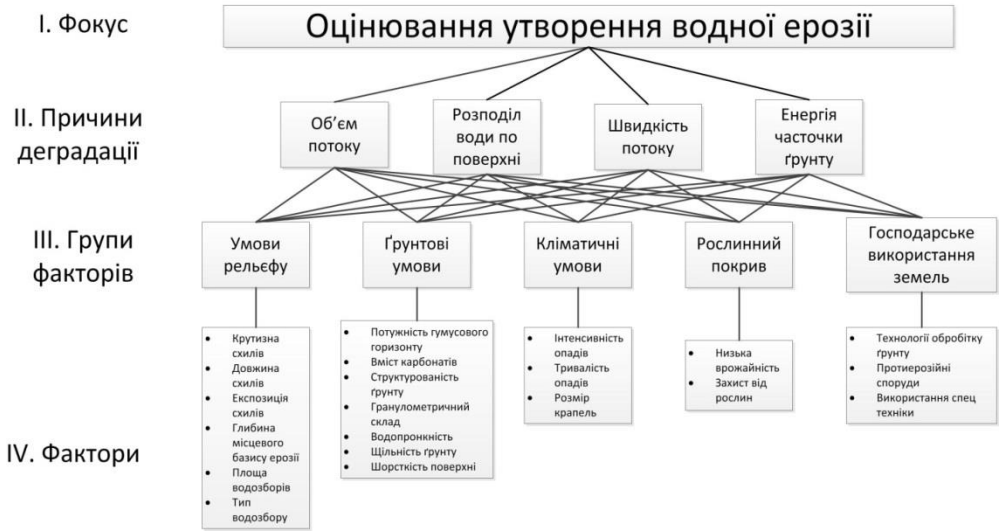 І. Фокус
Оцінювання утворення водної ерозії
ІІ. Причини
деградації
Об’єм
потоку
Розподіл
води по
поверхні
Швидкість
потоку
Енергія
часточки
ґрунту
ІІІ. Групи
факторів
Умови
рельєфу
Ґрунтові
умови
Кліматичні
умови
Рослинний
покрив
Господарське
використання
земель
IV. Фактори
• Крутизна
схилів
• Довжина
схилів
• Експозиція
схилів
• Глибина
місцевого
базису ерозії
• Площа
водозборів
• Тип
водозбору
• Потужність гумусового
горизонту
• Вміст карбонатів
• Структурованість
ґрунту
• Гранулометричний
склад
• Водопронкність
• Щільність ґрунту
• Шорсткість поверхні
• Інтенсивність
опадів
• Тривалість
опадів
• Розмір
крапель
• Низька
врожайність
• Захист від
рослин
• Технології обробітку
ґрунту
• Протиерозійні
споруди
• Використання спец
техніки